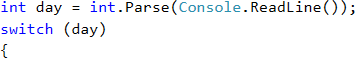 int day = int.Parse(Console.ReadLine());
switch (day)
{